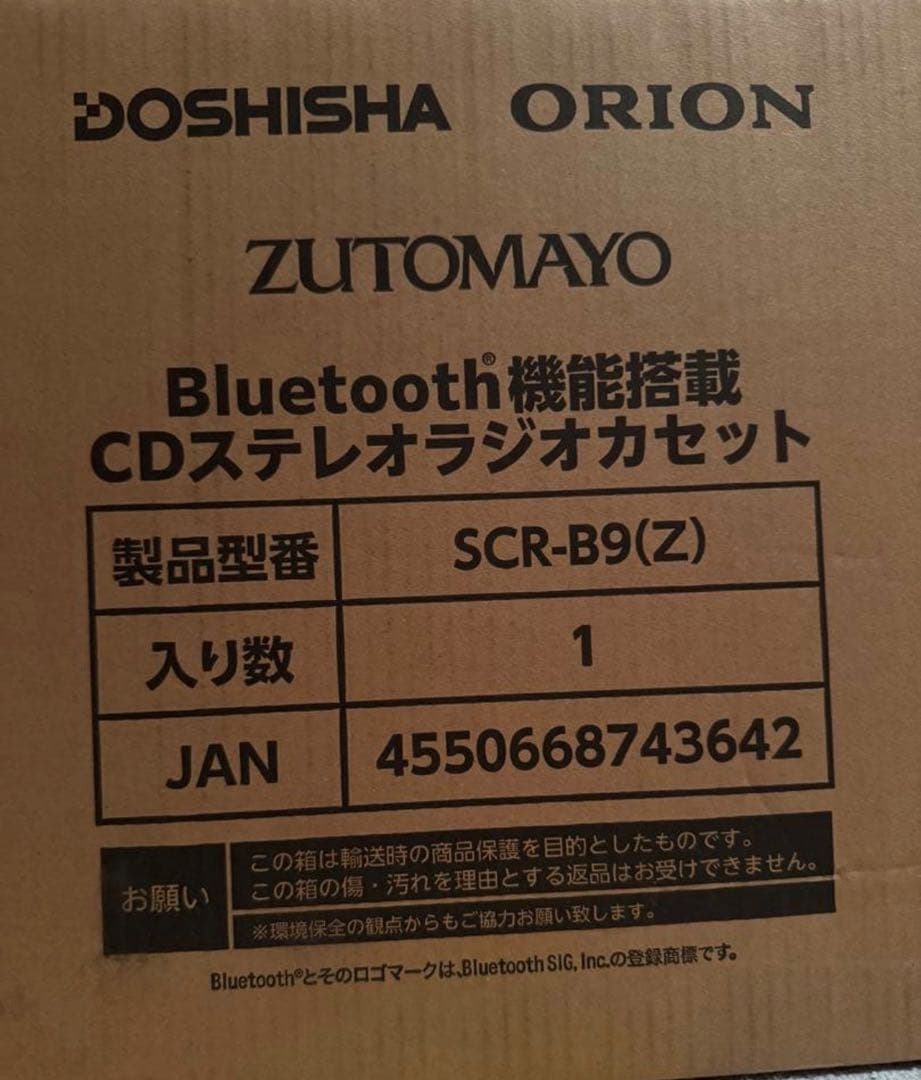 DOSHISHA ORION
ZUTOMAYO
Bluetooth®機能搭載
CDステレオラジオカセット
製品型番 SCR-B9(Z)
入り数 1
JAN 4550668743642
お願い
この箱は輸送時の商品保護を目的としたものです。
この箱の傷・汚れを理由とする返品はお受けできません。
※環境保全の観点からもご協力お願い致します。
Bluetooth®とそのロゴマークは、Bluetooth SIG, Inc.の登録商標です。